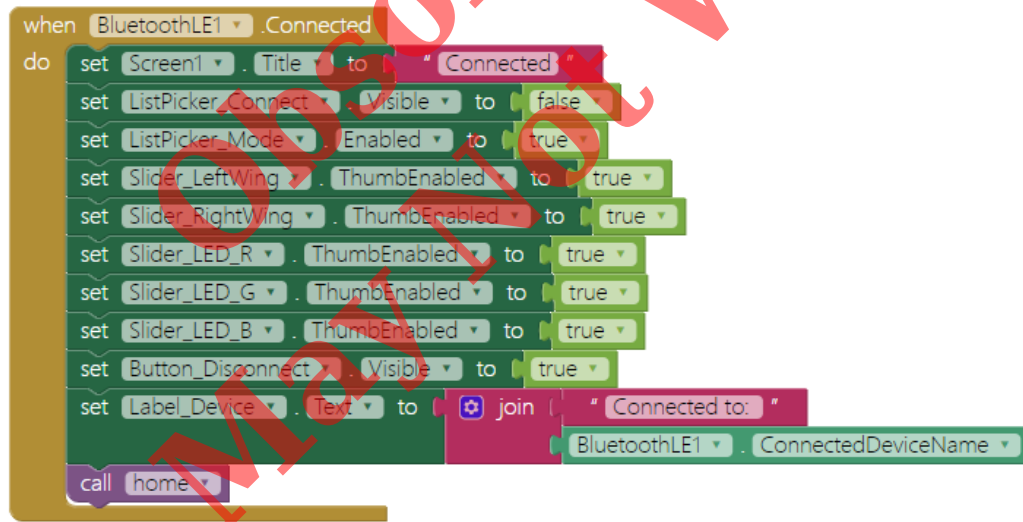 when BluetoothLE1 .Connected
do set Screen1 . Title to " Connected "
set ListPicker_Connect . Visible to false
set ListPicker_Mode . Enabled to true
set Slider_LeftWing . ThumbEnabled to true
set Slider_RightWing . ThumbEnabled to true
set Slider_LED_R . ThumbEnabled to true
set Slider_LED_G . ThumbEnabled to true
set Slider_LED_B . ThumbEnabled to true
set Button_Disconnect . Visible to true
set Label_Device . Text to join " Connected to: "
BluetoothLE1 . ConnectedDeviceName
call home
May Not